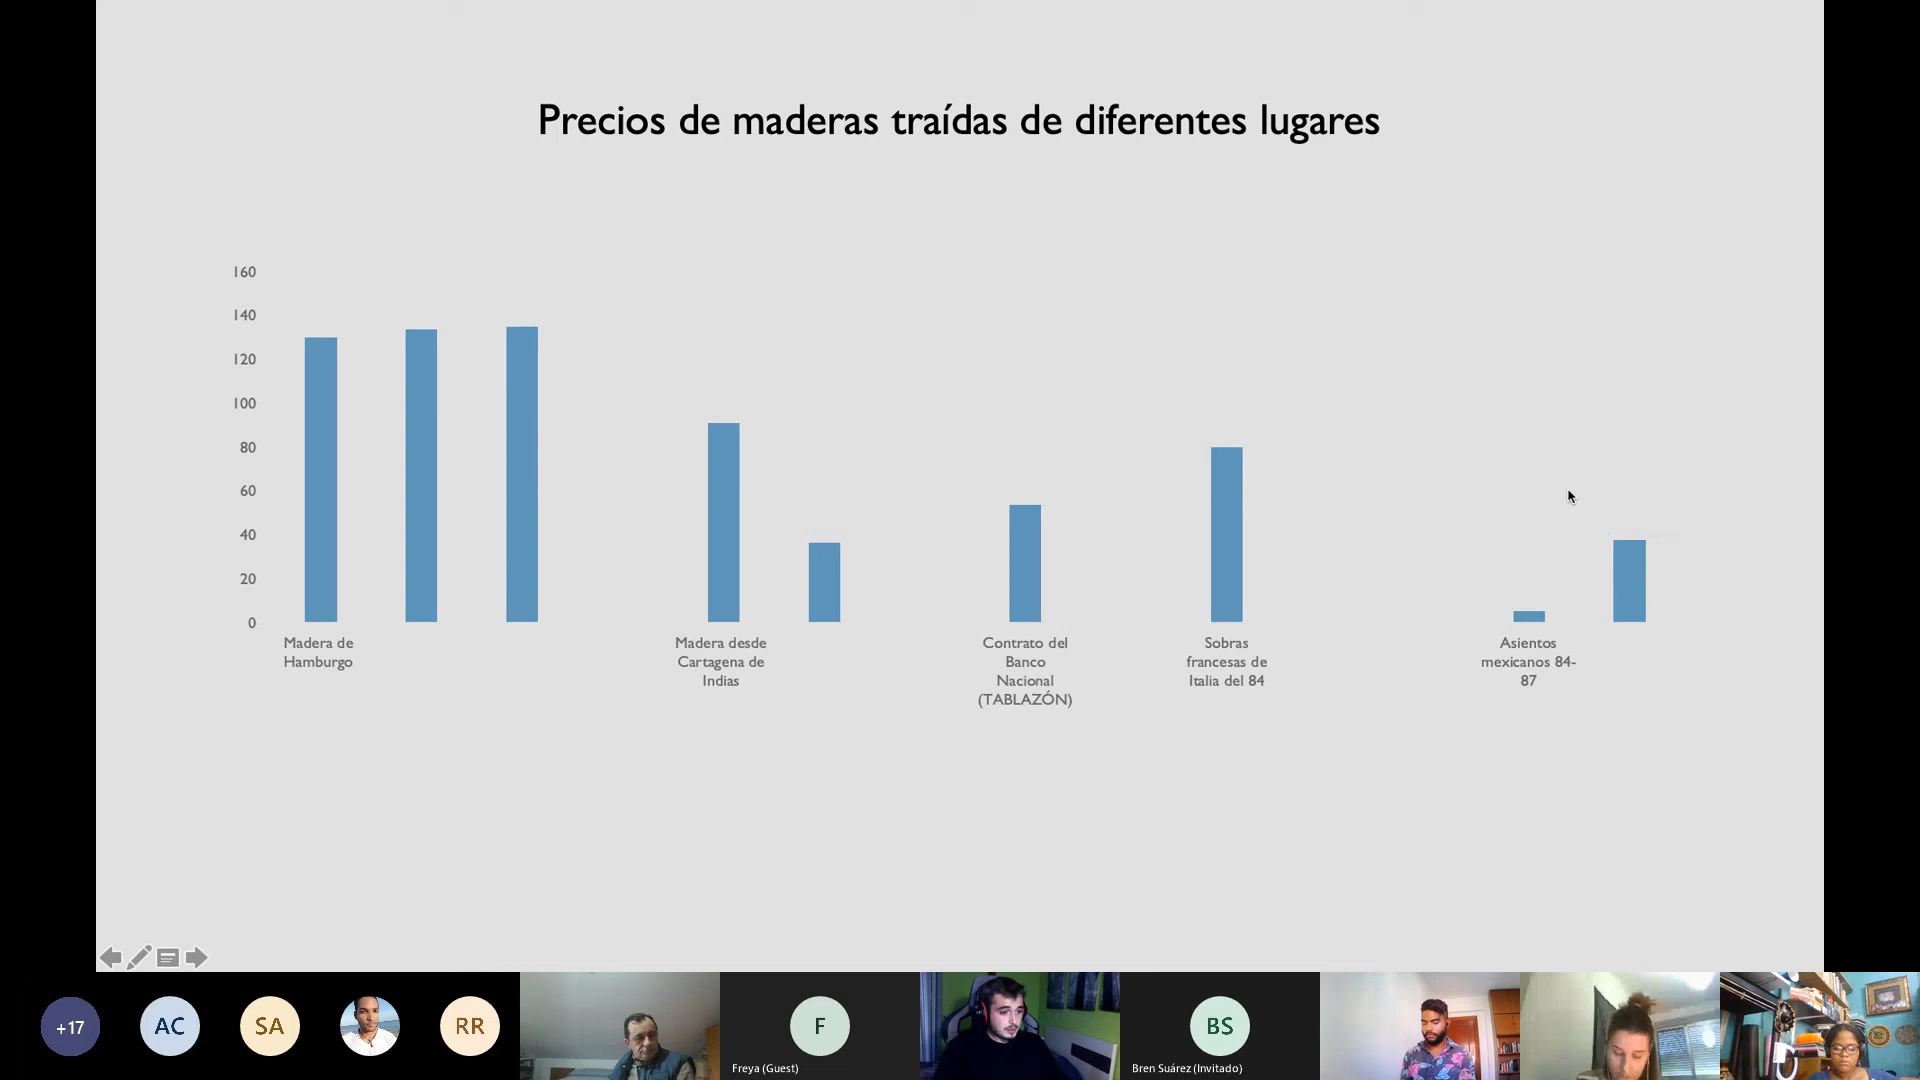 Precios de maderas traídas de diferentes lugares
160
140
120
100
80
60
40
20
0
Madera de
Hamburgo
Madera desde
Cartagena de
Indias
Contrato del
Banco
Nacional
(TABLAZÓN)
Sobras
francesas de
Italia del 84
Asientos
mexicanos 84-
87
+17
AC
SA
RR
F
Freya (Guest)
BS
Bren Suárez (Invitado)